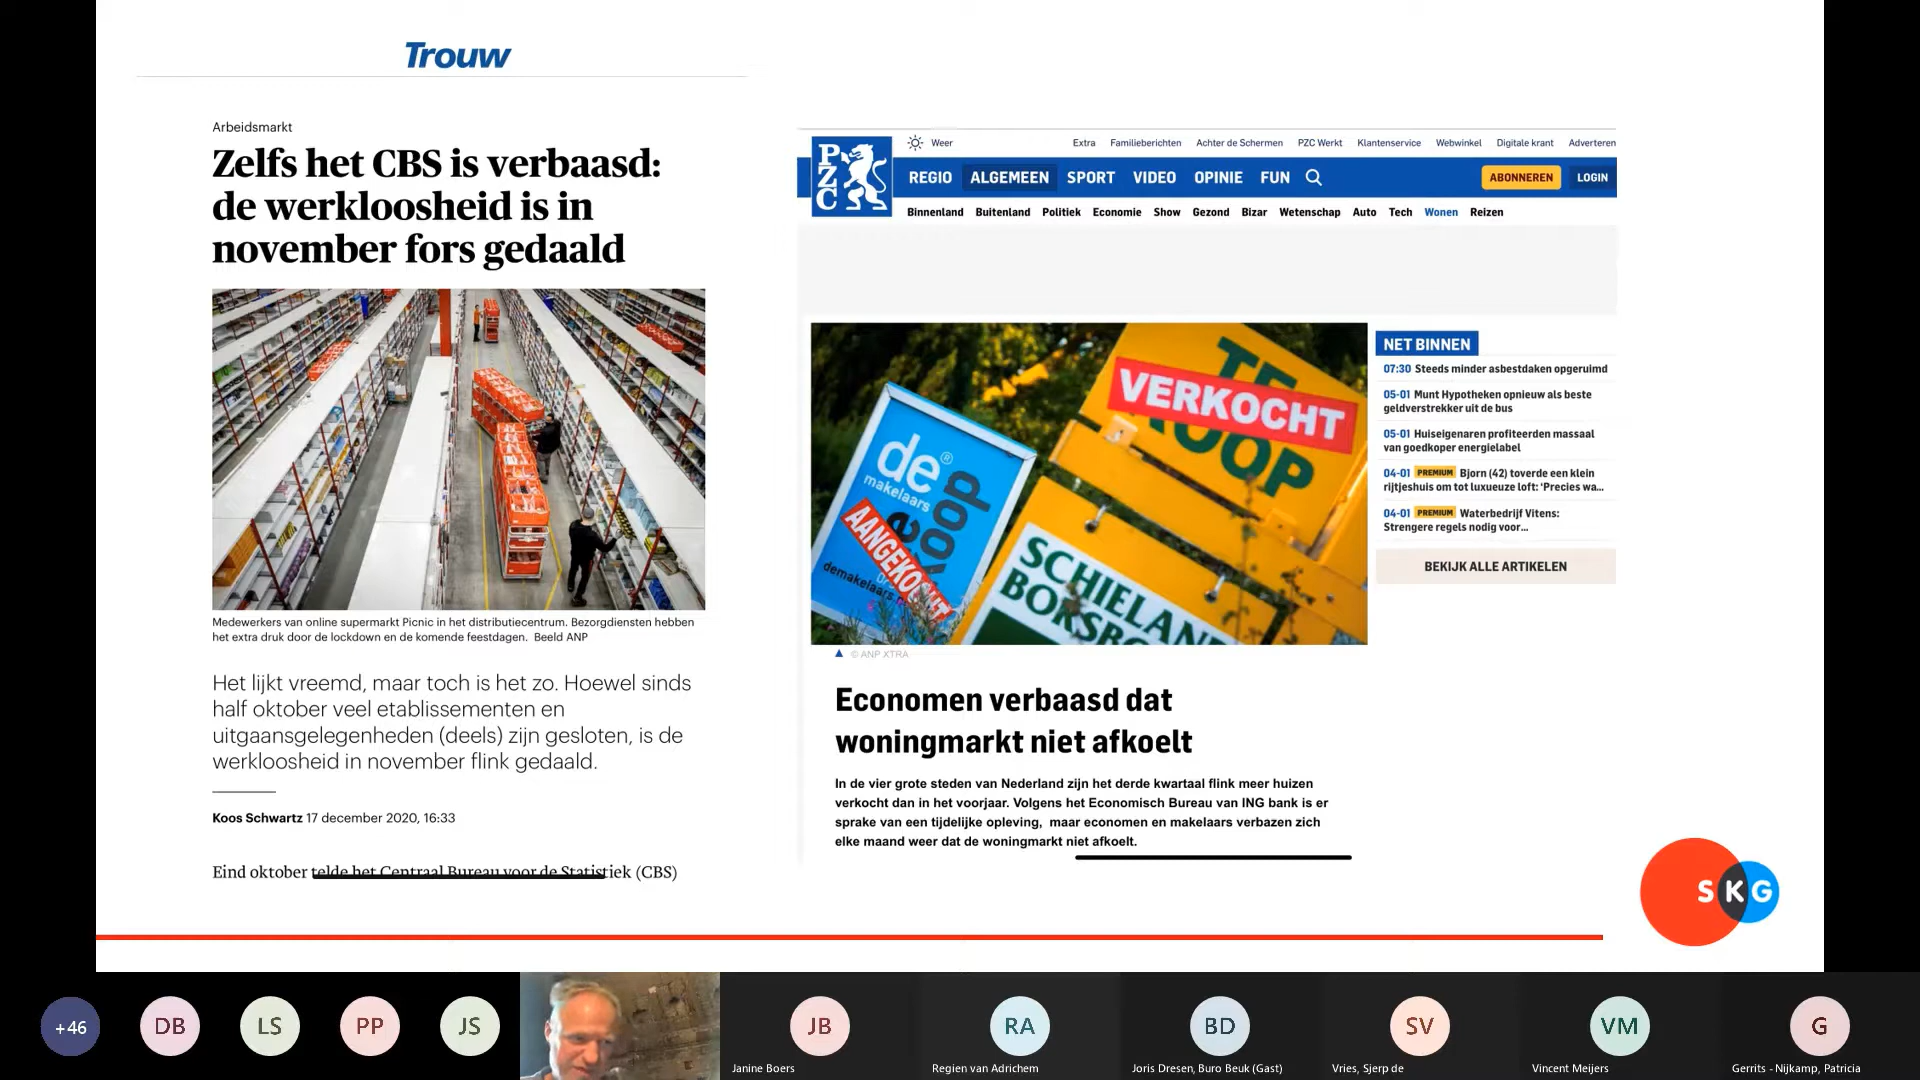 Trouw
Arbeidsmarkt
Zelfs het CBS is verbaasd:
de werkloosheid is in
november fors gedaald
Medewerkers van online supermarkt Picnic in het distributiecentrum. Bezorgdiensten hebben
het extra druk door de lockdown en de komende feestdagen. Beeld ANP
Het lijkt vreemd, maar toch is het zo. Hoewel sinds
half oktober veel etablissementen en
uitgaansgelegenheden (deels) zijn gesloten, is de
werkloosheid in november flink gedaald.
Koos Schwartz 17 december 2020, 16:33
Eind oktober telde het Centraal Bureau voor de Statistiek (CBS)
PZC
Weer
Extra Familieberichten Achter de Schermen PZC Werkt Klantenservice Webwinkel Digitale krant Adverteren
REGIO ALGEMEEN SPORT VIDEO OPINIE FUN
ABONNEREN LOGIN
Binnenland Buitenland Politiek Economie Show Gezond Bizar Wetenschap Auto Tech Wonen Reizen
TE
VERKOCHT
KOOP
de®
makelaars
koop
AANGEKOCHT
demakelaars.n
SCHIELAN
BORSBO
NET BINNEN
07:30 Steeds minder asbestdaken opgeruimd
05-01 Munt Hypotheken opnieuw als beste
geldverstrekker uit de bus
05-01 Huiseigenaren profiteerden massaal
van goedkoper energielabel
04-01 PREMIUM Bjorn (42) toverde een klein
rijtjeshuis om tot luxueuze loft: ‘Precies wa...
04-01 PREMIUM Waterbedrijf Vitens:
Strengere regels nodig voor...
BEKIJK ALLE ARTIKELEN
© ANP XTRA
Economen verbaasd dat
woningmarkt niet afkoelt
In de vier grote steden van Nederland zijn het derde kwartaal flink meer huizen
verkocht dan in het voorjaar. Volgens het Economisch Bureau van ING bank is er
sprake van een tijdelijke opleving, maar economen en makelaars verbazen zich
elke maand weer dat de woningmarkt niet afkoelt.
SKG
+46
DB
LS
PP
JS
JB
Janine Boers
RA
Regien van Adrichem
BD
Joris Dresen, Buro Beuk (Gast)
SV
Vries, Sjerp de
VM
Vincent Meijers
G
Gerrits - Nijkamp, Patricia